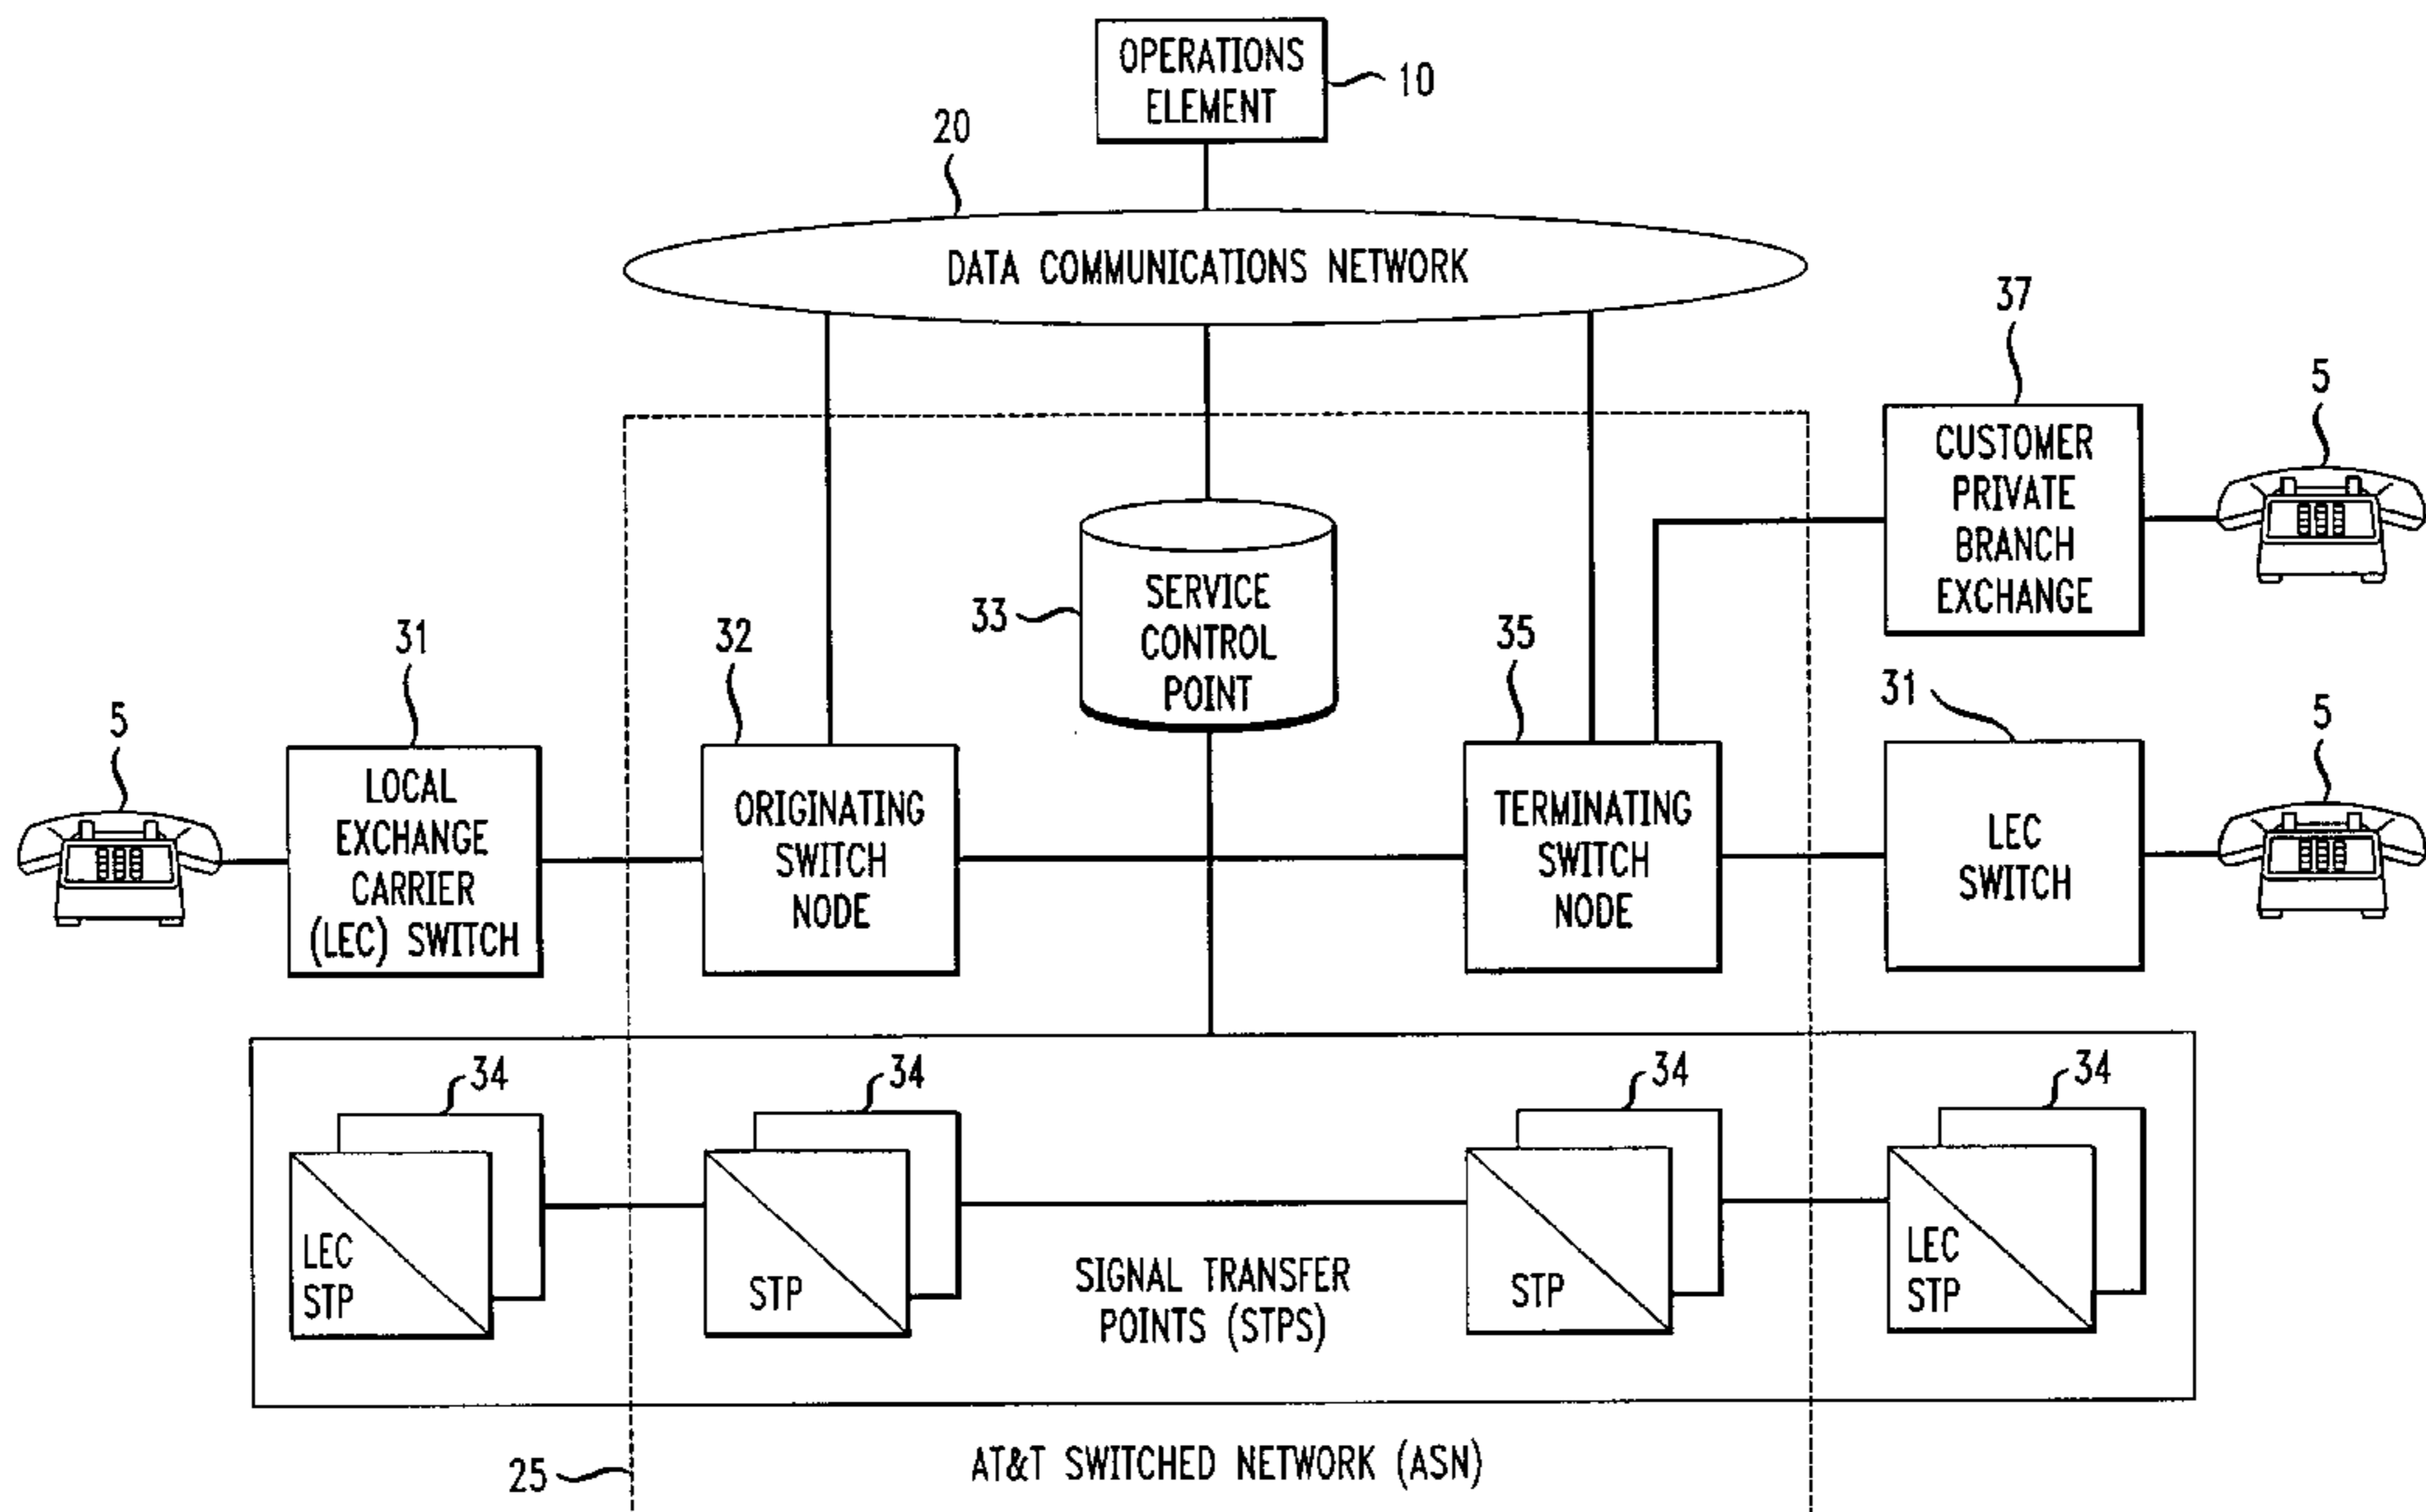 OPERATIONS
ELEMENT
10
20
DATA COMMUNICATIONS NETWORK
37
5
CUSTOMER
PRIVATE
BRANCH
EXCHANGE
33
SERVICE
CONTROL
POINT
31
32
35
31
5
5
LOCAL
EXCHANGE
CARRIER
(LEC) SWITCH
ORIGINATING
SWITCH
NODE
TERMINATING
SWITCH
NODE
LEC
SWITCH
34
34
34
34
LEC
STP
STP
SIGNAL TRANSFER
POINTS (STPS)
STP
LEC
STP
25
AT&T SWITCHED NETWORK (ASN)